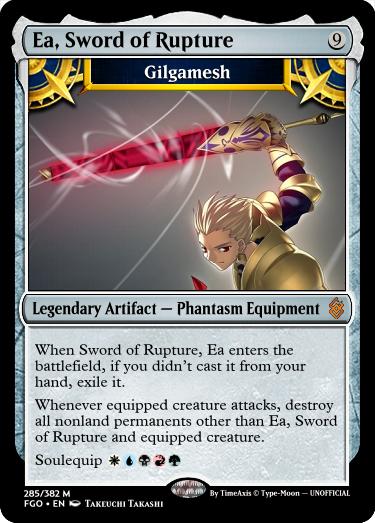 Ea, Sword of Rupture 9
Gilgamesh
Legendary Artifact — Phantasm Equipment
When Sword of Rupture, Ea enters the
battlefield, if you didn't cast it from your
hand, exile it.
Whenever equipped creature attacks, destroy
all nonland permanents other than Ea, Sword
of Rupture and equipped creature.
Soulequip
285/382 M
FGO • EN Takeuchi Takashi
By TimeAxis © Type-Moon — UNOFFICIAL